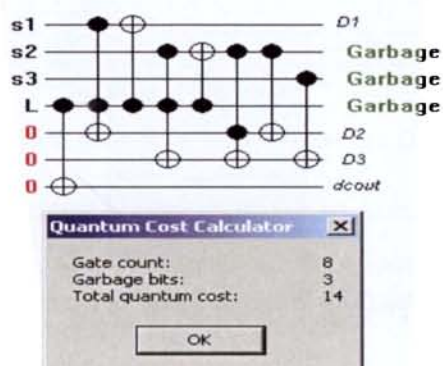 s1 D1
s2 Garbage
s3 Garbage
L Garbage
0 D2
0 D3
0 dcout
Quantum Cost Calculator X
Gate count: 8
Garbage bits: 3
Total quantum cost: 14
OK